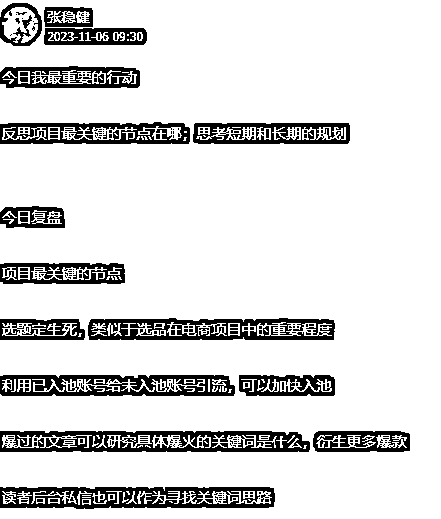 张稳健
2023-11-06 09:30
今日我最重要的行动
反思项目最关键的节点在哪；思考短期和长期的规划
今日复盘
项目最关键的节点
选题定生死，类似于选品在电商项目中的重要程度
利用已入池账号给未入池账号引流，可以加快入池
爆过的文章可以研究具体爆火的关键词是什么，衍生更多爆款
读者后台私信也可以作为寻找关键词思路